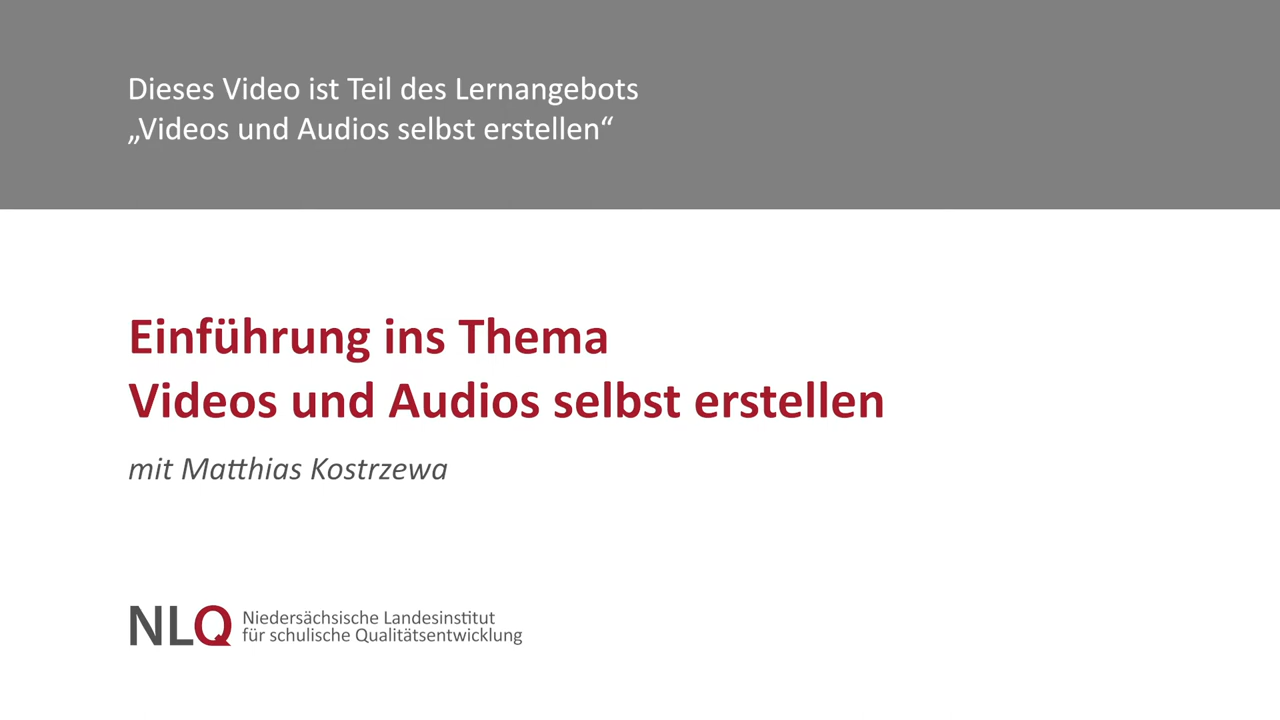 Dieses Video ist Teil des Lernangebots
„Videos und Audios selbst erstellen“
Einführung ins Thema
Videos und Audios selbst erstellen
mit Matthias Kostrzewa
NLQ
Niedersächsische Landesinstitut
für schulische Qualitätsentwicklung